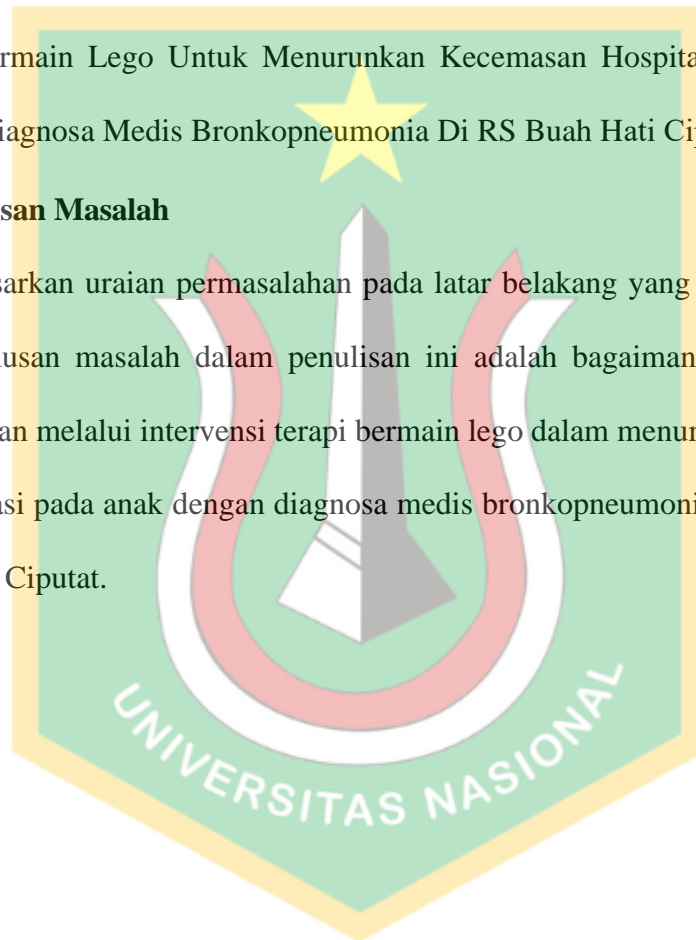 rmain Lego Untuk Menurunkan Kecemasan Hospita
iagnosa Medis Bronkopneumonia Di RS Buah Hati Cip
san Masalah
sarkan uraian permasalahan pada latar belakang yang
usan masalah dalam penulisan ini adalah bagaiman
an melalui intervensi terapi bermain lego dalam menur
asi pada anak dengan diagnosa medis bronkopneumoni
Ciputat.
UNIVERSITAS NASIONAL